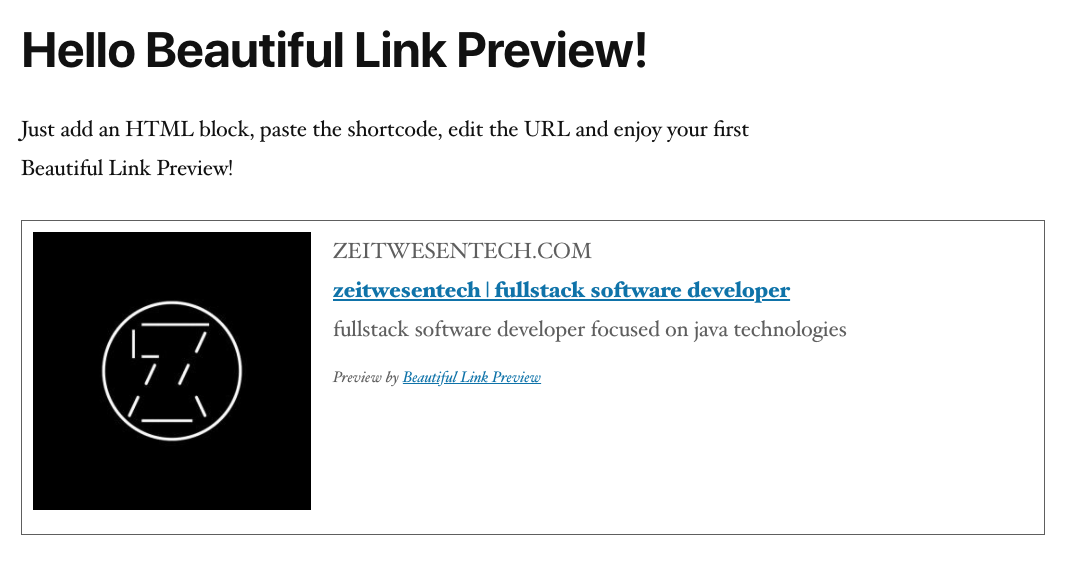 Hello Beautiful Link Preview!
Just add an HTML block, paste the shortcode, edit the URL and enjoy your first
Beautiful Link Preview!
ZEITWESENTECH.COM
zeitwesentech | fullstack software developer
fullstack software developer focused on java technologies
Preview by Beautiful Link Preview